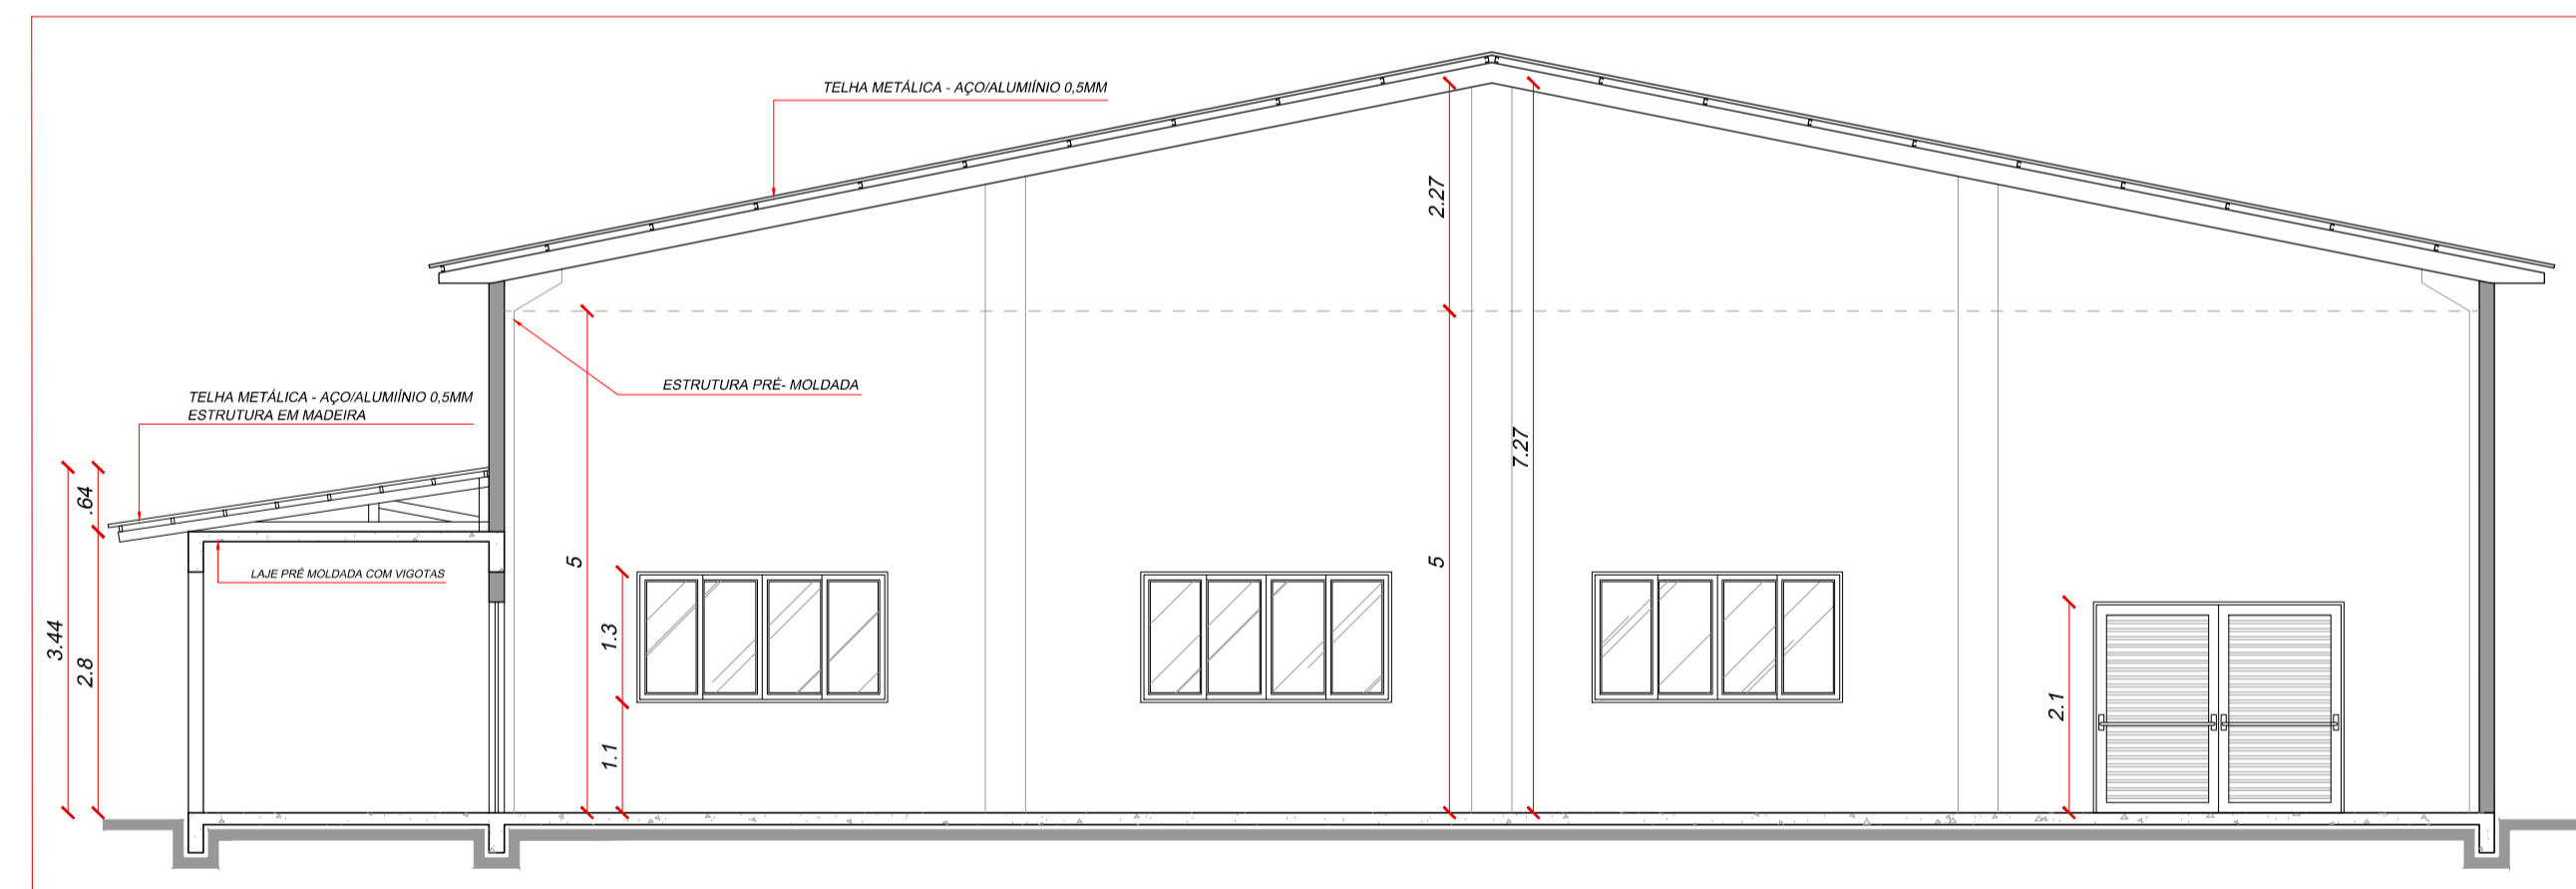 TELHA METÁLICA - AÇO/ALUMIÍNIO 0,5MM
2.27
ESTRUTURA PRÉ- MOLDADA
TELHA METÁLICA - AÇO/ALUMIÍNIO 0,5MM
ESTRUTURA EM MADEIRA
7.27
.64
5
5
LAJE PRÉ MOLDADA COM VIGOTAS
3.44
1.3
2.8
2.1
1.1